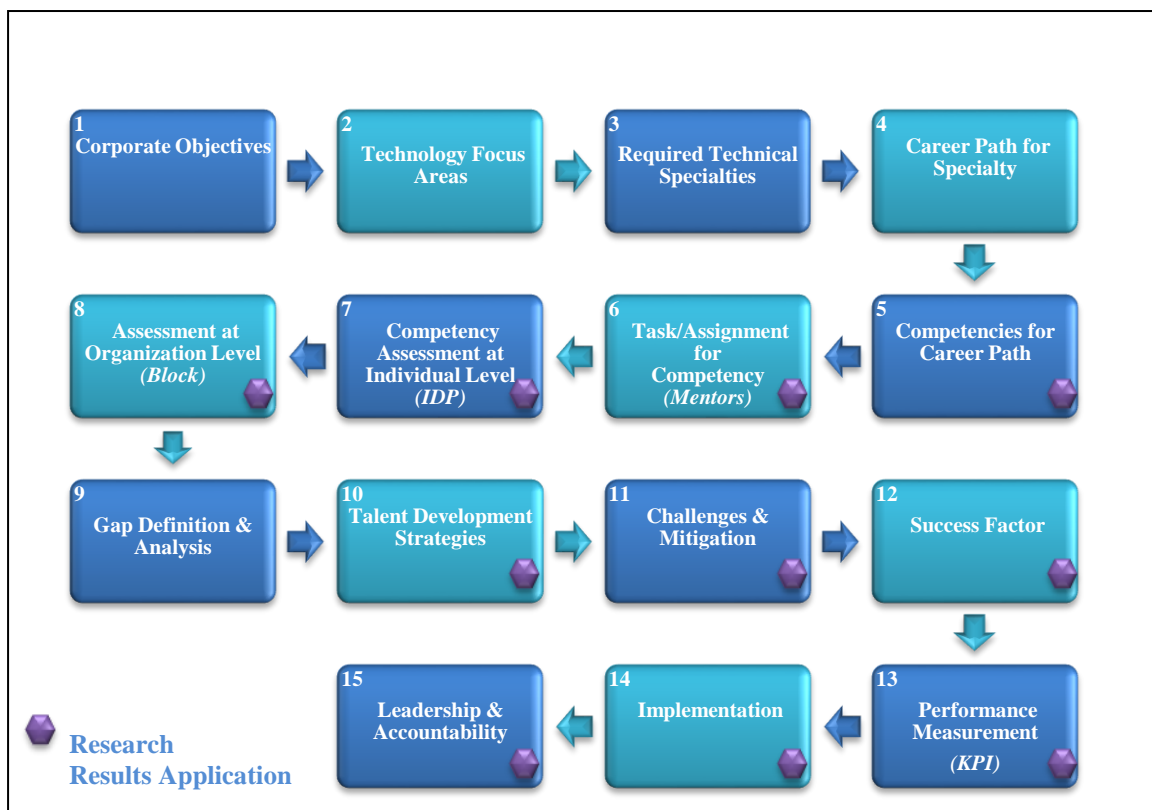 1
Corporate Objectives
2
Technology Focus
Areas
3
Required Technical
Specialties
4
Career Path for
Specialty
8
Assessment at
Organization Level
(Block)
7
Competency
Assessment at
Individual Level
(IDP)
6
Task/Assignment
for
Competency
(Mentors)
5
Competencies for
Career Path
9
Gap Definition &
Analysis
10
Talent Development
Strategies
11
Challenges &
Mitigation
12
Success Factor
15
Leadership &
Accountability
14
Implementation
13
Performance
Measurement
(KPI)
Research
Results Application